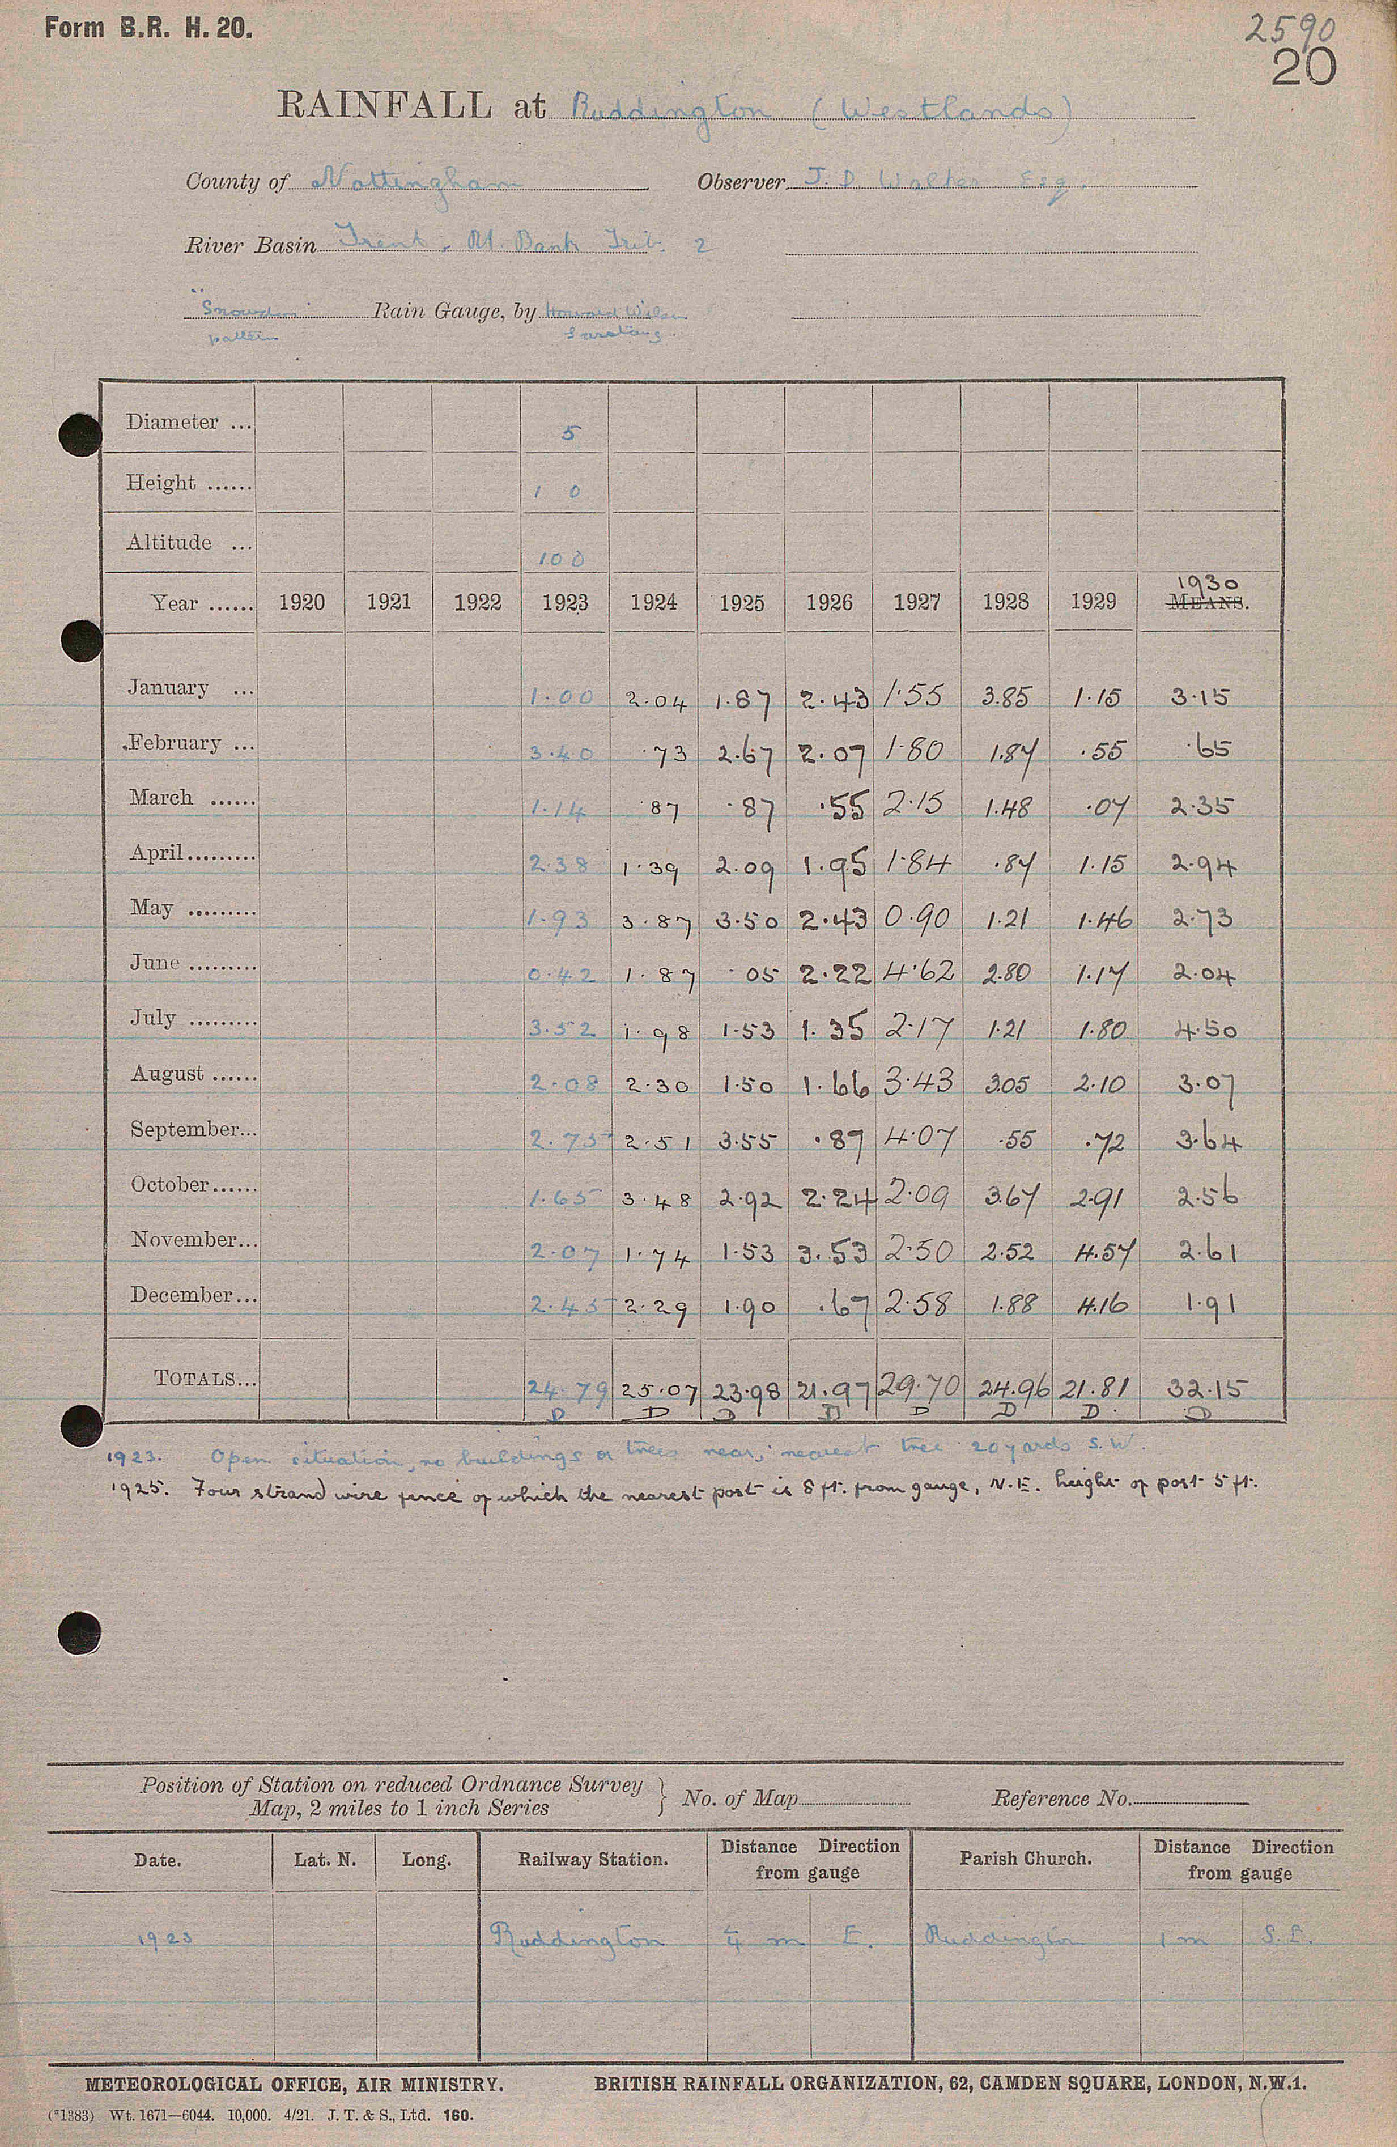 Form B.R. H. 20.
2590
20
RAINFALL at Ruddington (Westlands)
County of Nottingham Observer J. D. Walker Esq.
River Basin Trent, Rt. Bank Trib. 2
"Snowdon" pattern Rain Gauge, by Howard Wilson
Diameter ... 5
Height ...... 1 0
Altitude ... 100
1930
Year ...... 1920 1921 1922 1923 1924 1925 1926 1927 1928 1929 MEANS.
January ... 1.00 2.04 1.87 2.43 1.55 3.85 1.15 3.15
February ... 3.40 .73 2.67 2.07 1.80 1.87 .55 .65
March ...... 1.14 .87 .87 .55 2.15 1.48 .07 2.35
April ......... 2.38 1.39 2.09 1.95 1.84 .87 1.15 2.94
May ......... 1.93 3.87 3.50 2.43 0.90 1.21 1.46 2.73
June ......... 0.42 1.87 .05 2.22 4.62 2.80 1.17 2.04
July ......... 3.52 1.98 1.53 1.35 2.17 1.21 1.80 4.50
August ...... 2.08 2.30 1.50 1.66 3.43 3.05 2.10 3.07
September... 2.75 2.51 3.55 .87 4.07 .55 .72 3.64
October...... 1.65 3.48 2.92 2.24 2.09 3.67 2.91 2.56
November... 2.07 1.74 1.53 3.53 2.50 2.52 4.57 2.61
December... 2.45 2.29 1.90 .67 2.58 1.88 4.16 1.91
TOTALS... 24.79 25.07 23.98 21.97 29.70 24.96 21.81 32.15
D D D D D D D D
1923. Open situation, no buildings or trees near; nearest tree 20 yards S.W.
1925. Four strand wire fence of which the nearest post is 8 ft. from gauge, N.E. height of post 5 ft.
Position of Station on reduced Ordnance Survey Map, 2 miles to 1 inch Series } No. of Map Reference No.
Date. Lat. N. Long. Railway Station. Distance Direction from gauge Parish Church. Distance Direction from gauge
1923 Ruddington ¼ m E. Ruddington 1 m S.E.
METEOROLOGICAL OFFICE, AIR MINISTRY. BRITISH RAINFALL ORGANIZATION, 62, CAMDEN SQUARE, LONDON, N.W.1.
(*1383) Wt. 1671—6044. 10,000. 4/21. J. T. & S., Ltd. 160.